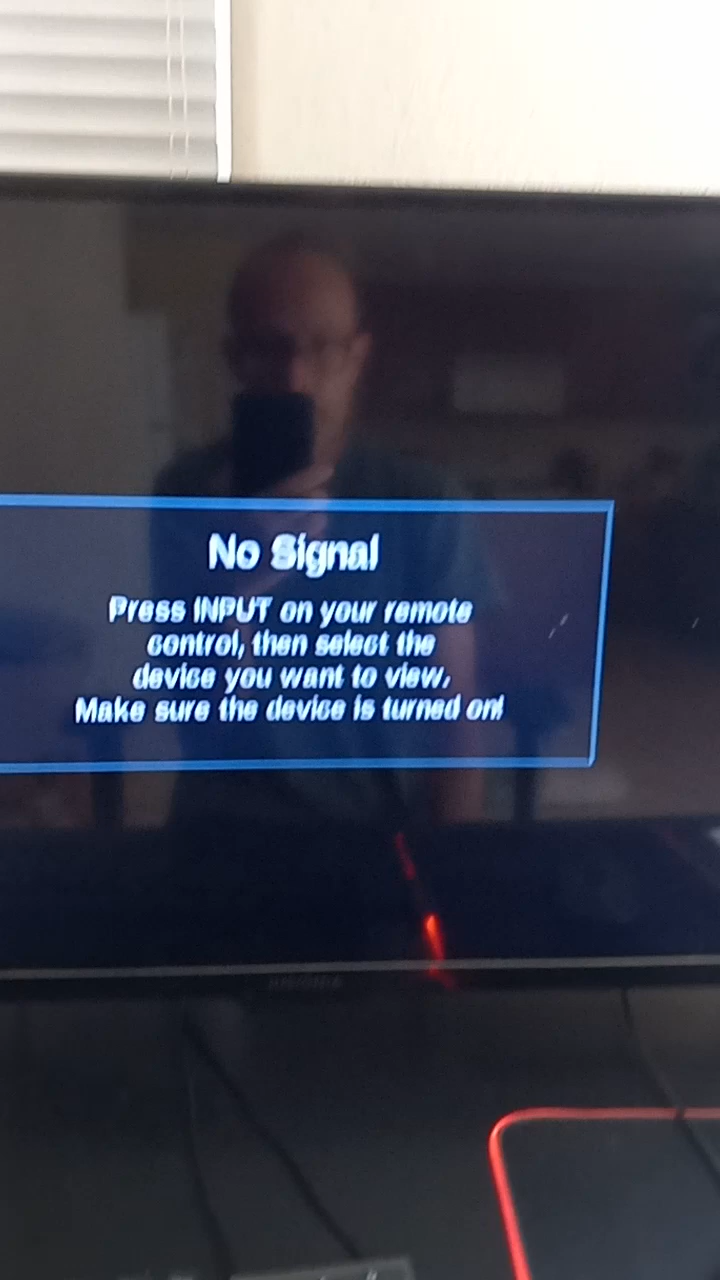 No Signal
Press INPUT on your remote
control, then select the
device you want to view,
Make sure the device is turned on!